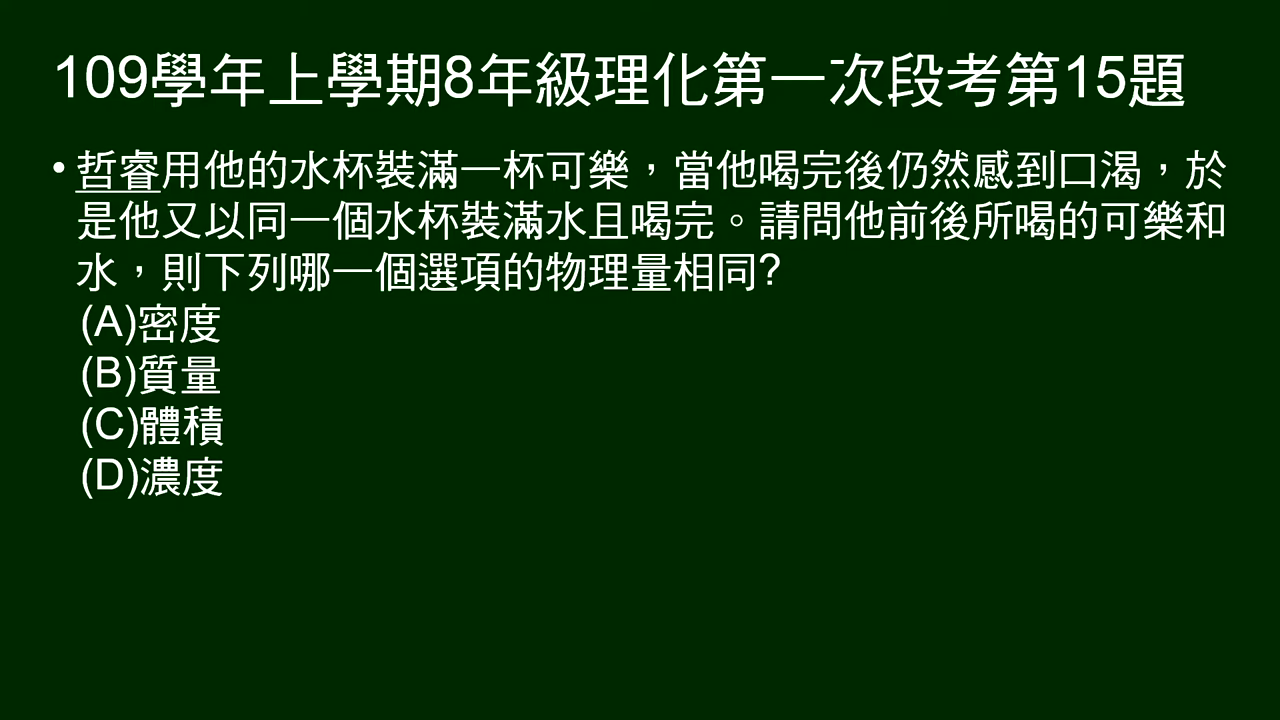 109學年上學期8年級理化第一次段考第15題
• 哲睿用他的水杯裝滿一杯可樂，當他喝完後仍然感到口渴，於
是他又以同一個水杯裝滿水且喝完。請問他前後所喝的可樂和
水，則下列哪一個選項的物理量相同?
(A)密度
(B)質量
(C)體積
(D)濃度